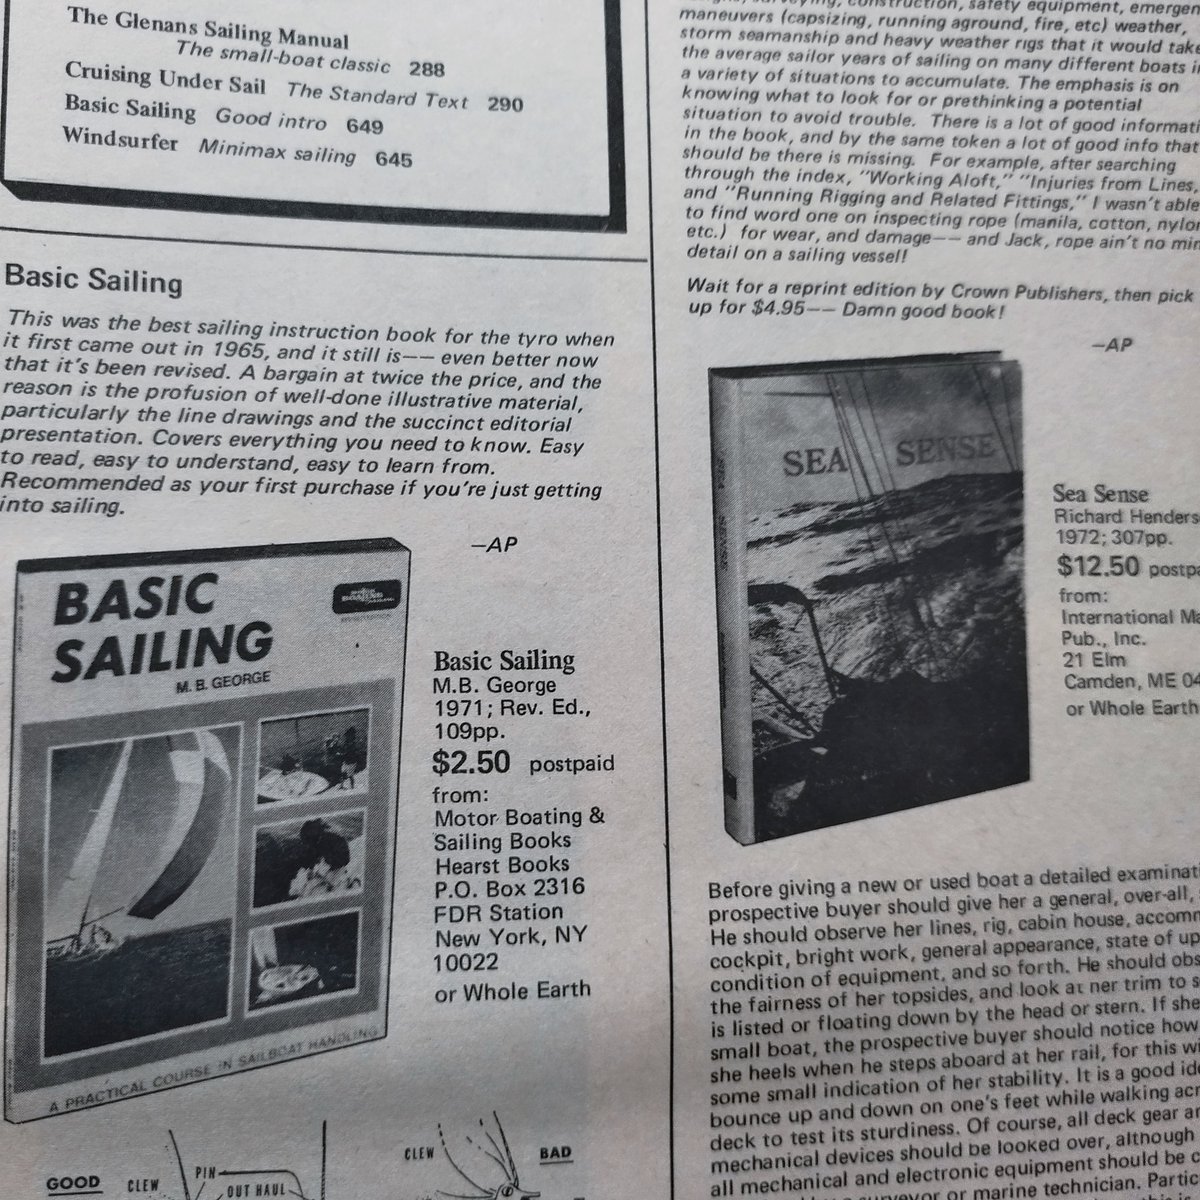 The Glenans Sailing Manual
The small-boat classic 288
Cruising Under Sail The Standard Text 290
Basic Sailing Good intro 649
Windsurfer Minimax sailing 645
Basic Sailing
This was the best sailing instruction book for the tyro when
it first came out in 1965, and it still is—— even better now
that it's been revised. A bargain at twice the price, and the
reason is the profusion of well-done illustrative material,
particularly the line drawings and the succinct editorial
presentation. Covers everything you need to know. Easy
to read, easy to understand, easy to learn from.
Recommended as your first purchase if you're just getting
into sailing.
—AP
BASIC
SAILING
M. B. GEORGE
A PRACTICAL COURSE IN SAILBOAT HANDLING
Basic Sailing
M.B. George
1971; Rev. Ed.,
109pp.
$2.50 postpaid
from:
Motor Boating &
Sailing Books
Hearst Books
P.O. Box 2316
FDR Station
New York, NY
10022
or Whole Earth
GOOD CLEW PIN OUT HAUL
CLEW BAD
construction, safety equipment, emergen
maneuvers (capsizing, running aground, fire, etc) weather,
storm seamanship and heavy weather rigs that it would take
the average sailor years of sailing on many different boats i
a variety of situations to accumulate. The emphasis is on
knowing what to look for or prethinking a potential
situation to avoid trouble. There is a lot of good informati
in the book, and by the same token a lot of good info that
should be there is missing. For example, after searching
through the index, "Working Aloft," "Injuries from Lines,
and "Running Rigging and Related Fittings," I wasn't able
to find word one on inspecting rope (manila, cotton, nylon
etc.) for wear, and damage—— and Jack, rope ain't no min
detail on a sailing vessel!
Wait for a reprint edition by Crown Publishers, then pick
up for $4.95—— Damn good book!
—AP
SEA SENSE
Sea Sense
Richard Henders
1972; 307pp.
$12.50 postpa
from:
International Ma
Pub., Inc.
21 Elm
Camden, ME 04
or Whole Earth
Before giving a new or used boat a detailed examinati
prospective buyer should give her a general, over-all,
He should observe her lines, rig, cabin house, accomm
cockpit, bright work, general appearance, state of up
condition of equipment, and so forth. He should obs
the fairness of her topsides, and look at her trim to s
is listed or floating down by the head or stern. If she
small boat, the prospective buyer should notice how
she heels when he steps aboard at her rail, for this wi
some small indication of her stability. It is a good ide
bounce up and down on one's feet while walking acr
deck to test its sturdiness. Of course, all deck gear an
mechanical devices should be looked over, although
all mechanical and electronic equipment should be c
surveyor or marine technician. Partic